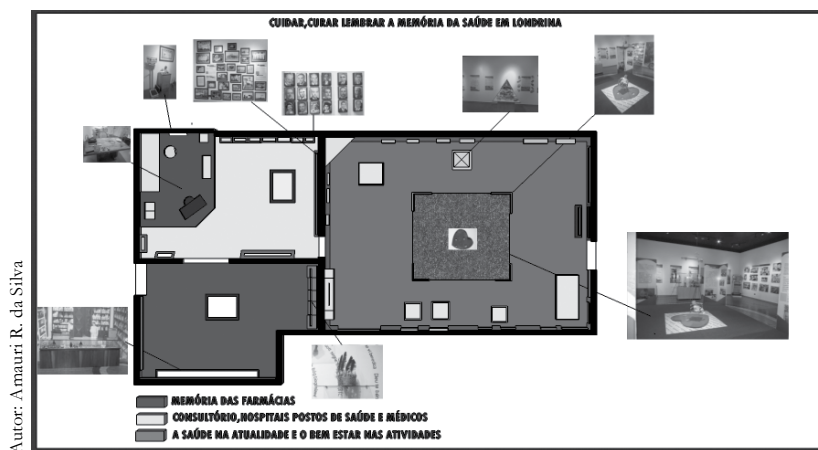 CUIDAR,CURAR LEMBRAR A MEMÓRIA DA SAÚDE EM LONDRINA
Autor: Amauri R. da Silva
MEMÓRIA DAS FARMÁCIAS
CONSULTÓRIO,HOSPITAIS POSTOS DE SAÚDE E MÉDICOS
A SAÚDE NA ATUALIDADE E O BEM ESTAR NAS ATIVIDADES